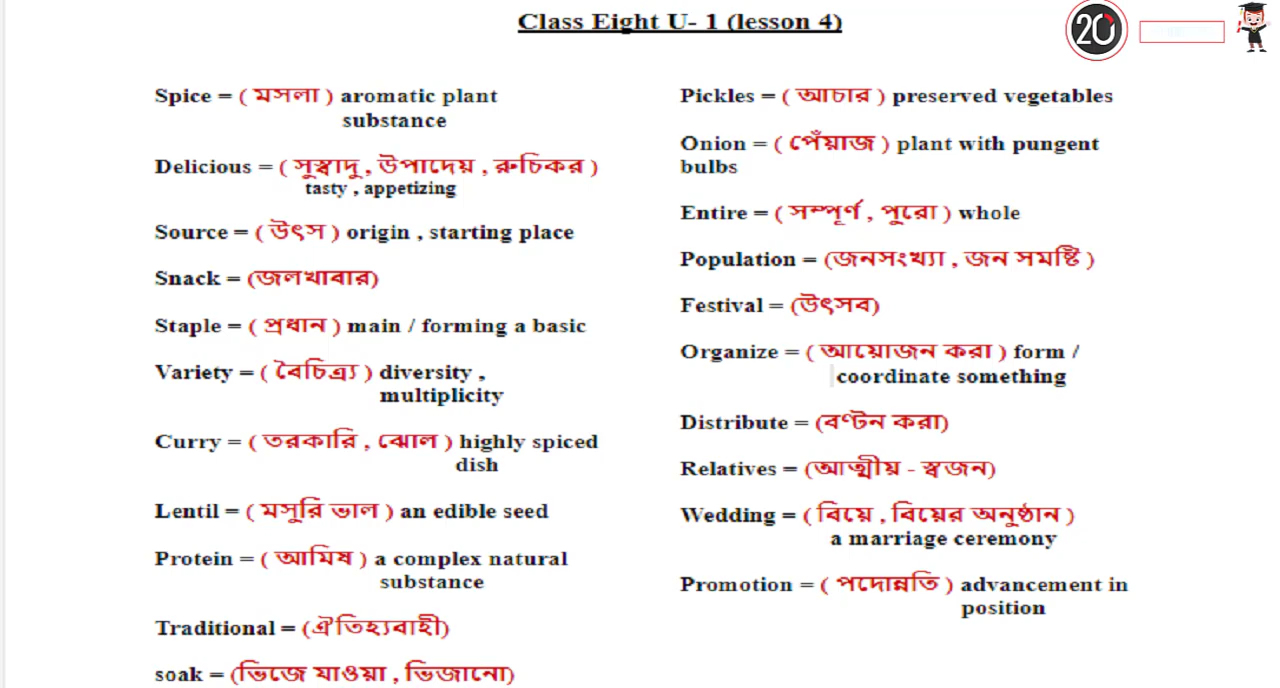 Class Eight U- 1 (lesson 4)
20
Spice = ( মসলা ) aromatic plant
substance
Delicious = ( সুস্বাদু , উপাদেয় , রুচিকর )
tasty , appetizing
Source = ( উৎস ) origin , starting place
Snack = (জলখাবার)
Staple = ( প্রধান ) main / forming a basic
Variety = ( বৈচিত্র্য ) diversity ,
multiplicity
Curry = ( তরকারি , ঝোল ) highly spiced
dish
Lentil = ( মসুরি ডাল ) an edible seed
Protein = ( আমিষ ) a complex natural
substance
Traditional = (ঐতিহ্যবাহী)
soak = (ভিজে যাওয়া , ভিজানো)
Pickles = ( আচার ) preserved vegetables
Onion = ( পেঁয়াজ ) plant with pungent
bulbs
Entire = ( সম্পূর্ণ , পুরো ) whole
Population = (জনসংখ্যা , জন সমষ্টি )
Festival = (উৎসব)
Organize = ( আয়োজন করা ) form /
coordinate something
Distribute = (বণ্টন করা)
Relatives = (আত্মীয় - স্বজন)
Wedding = ( বিয়ে , বিয়ের অনুষ্ঠান )
a marriage ceremony
Promotion = ( পদোন্নতি ) advancement in
position